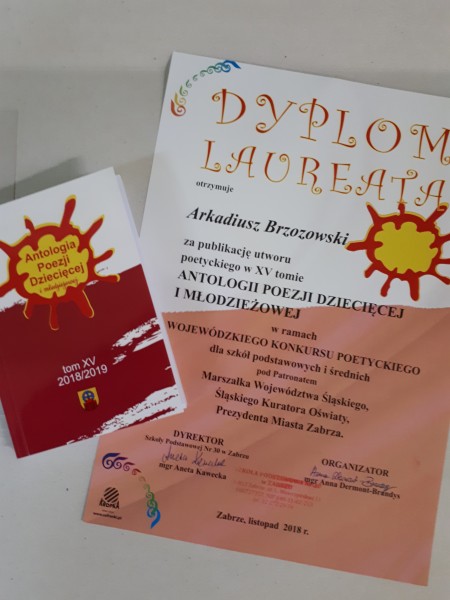 Antologia
Poezji
Dziecięcej
i młodzieżowej
tom XV
2018/2019
DYPLOM
LAUREATA
otrzymuje
Arkadiusz Brzozowski
za publikację utworu
poetyckiego w XV tomie
ANTOLOGII POEZJI DZIECIĘCEJ
I MŁODZIEŻOWEJ
w ramach
WOJEWÓDZKIEGO KONKURSU POETYCKIEGO
dla szkół podstawowych i średnich
pod Patronatem
Marszałka Województwa Śląskiego,
Śląskiego Kuratora Oświaty,
Prezydenta Miasta Zabrza.
DYREKTOR
Szkoły Podstawowej Nr 30 w Zabrzu
mgr Aneta Kawecka
ORGANIZATOR
mgr Anna Dermont-Brandys
Zabrze, listopad 2018 r.